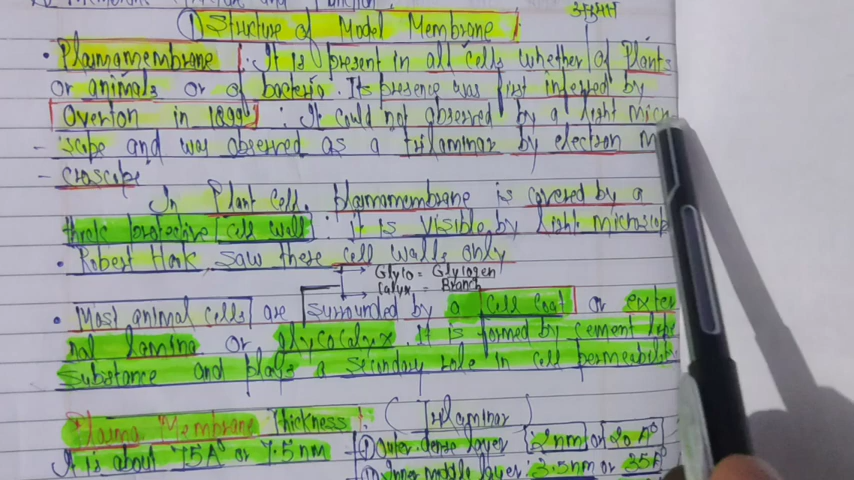 ① Structure of Model Membrane
अनुमान
• Plasmamembrane : It is present in all cells whether of Plants
or animals or of bacteria. Its presence was first inferred by
Overton in 1899 : It could not observed by a light micro
- scope and was observed as a trilaminar by electron m
- croscope
In Plant cell, plasmamembrane is covered by a
thick protective cell wall : it is visible by light microscope
• Robert Hook saw these cell walls only
Glyco = Glycogen
Calyx = Branch
• Most animal cells are surrounded by a cell coat or exter
nal lamina or glycocalyx. it is formed by cement like
substance and plays a secondary role in cell permeability
Plasma Membrane Thickness : (Trilaminar)
It is about 75A° or 7.5nm
① Outer dense layer 2nm or 20A°
② Inner middle layer : 3.5nm or 35A°